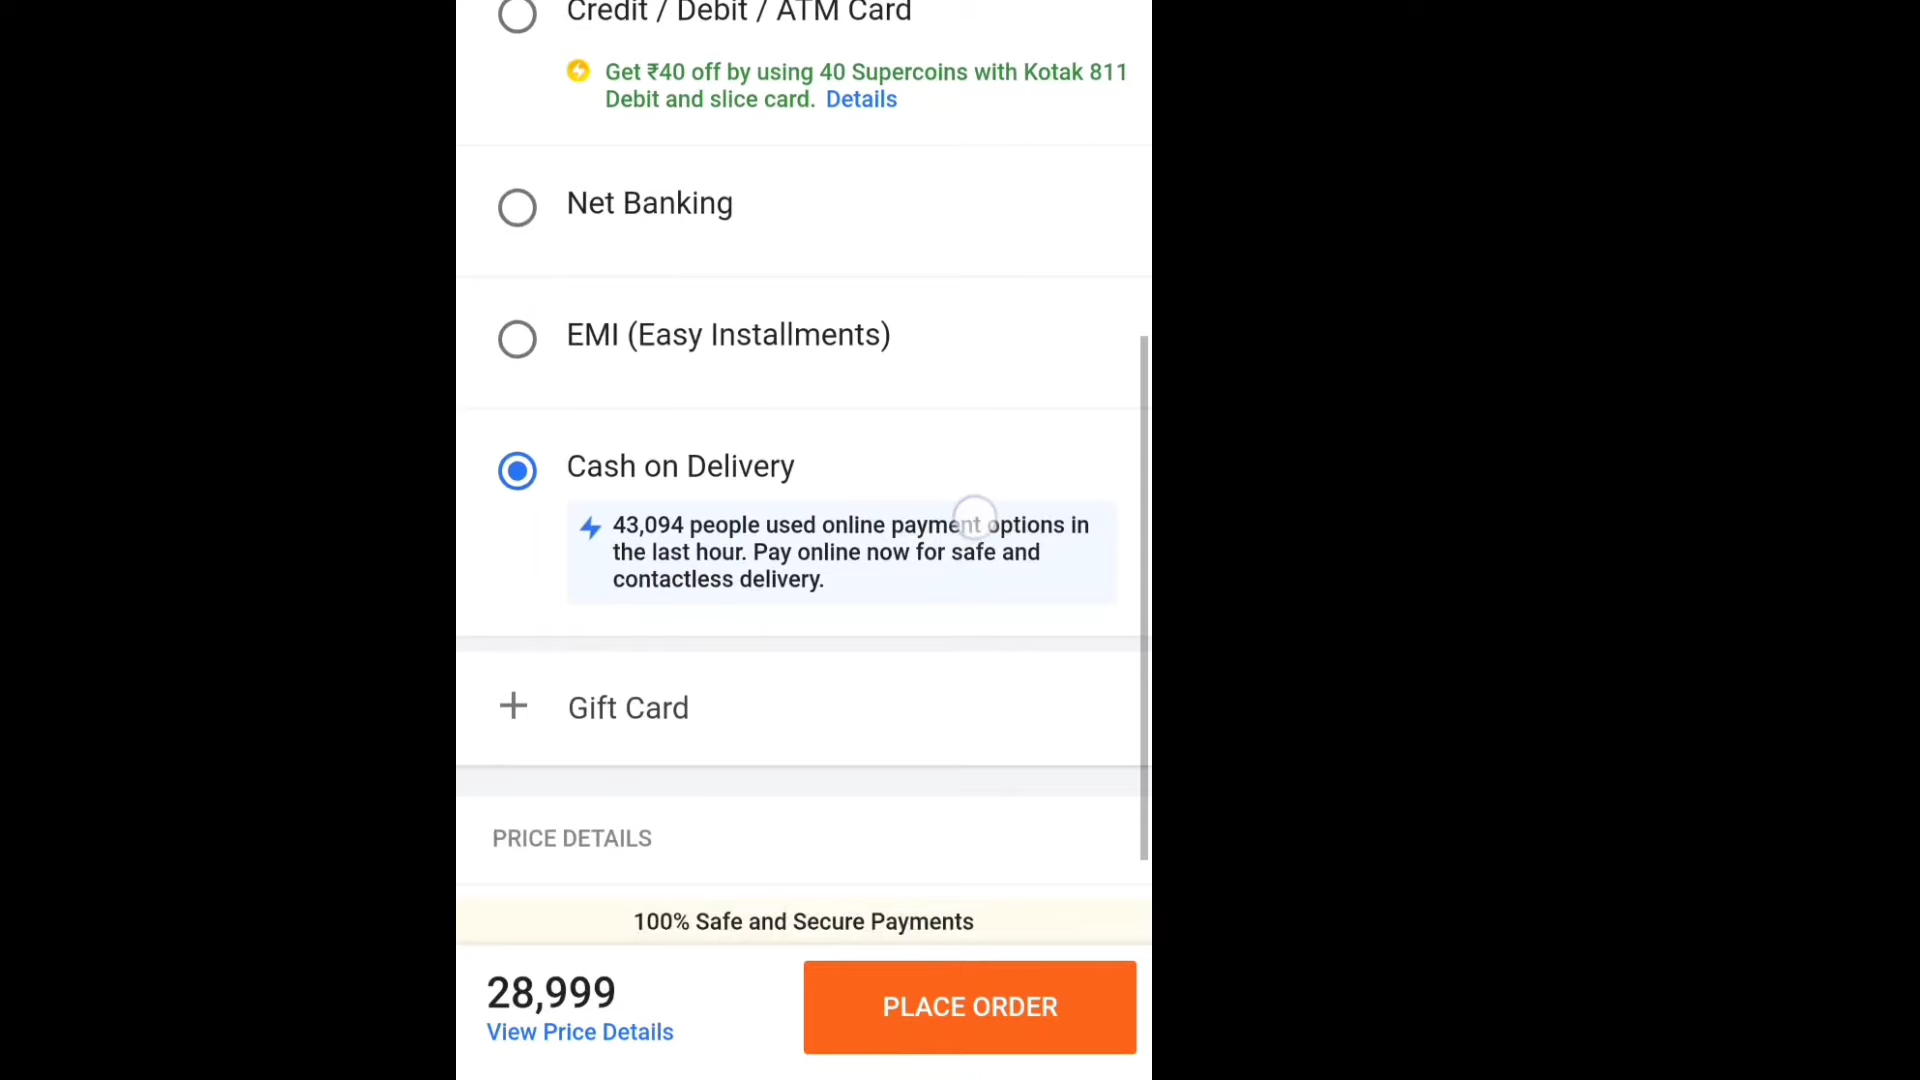 Credit / Debit / ATM Card
Get ₹40 off by using 40 Supercoins with Kotak 811
Debit and slice card. Details
Net Banking
EMI (Easy Installments)
Cash on Delivery
43,094 people used online payment options in
the last hour. Pay online now for safe and
contactless delivery.
Gift Card
PRICE DETAILS
100% Safe and Secure Payments
28,999
View Price Details
PLACE ORDER